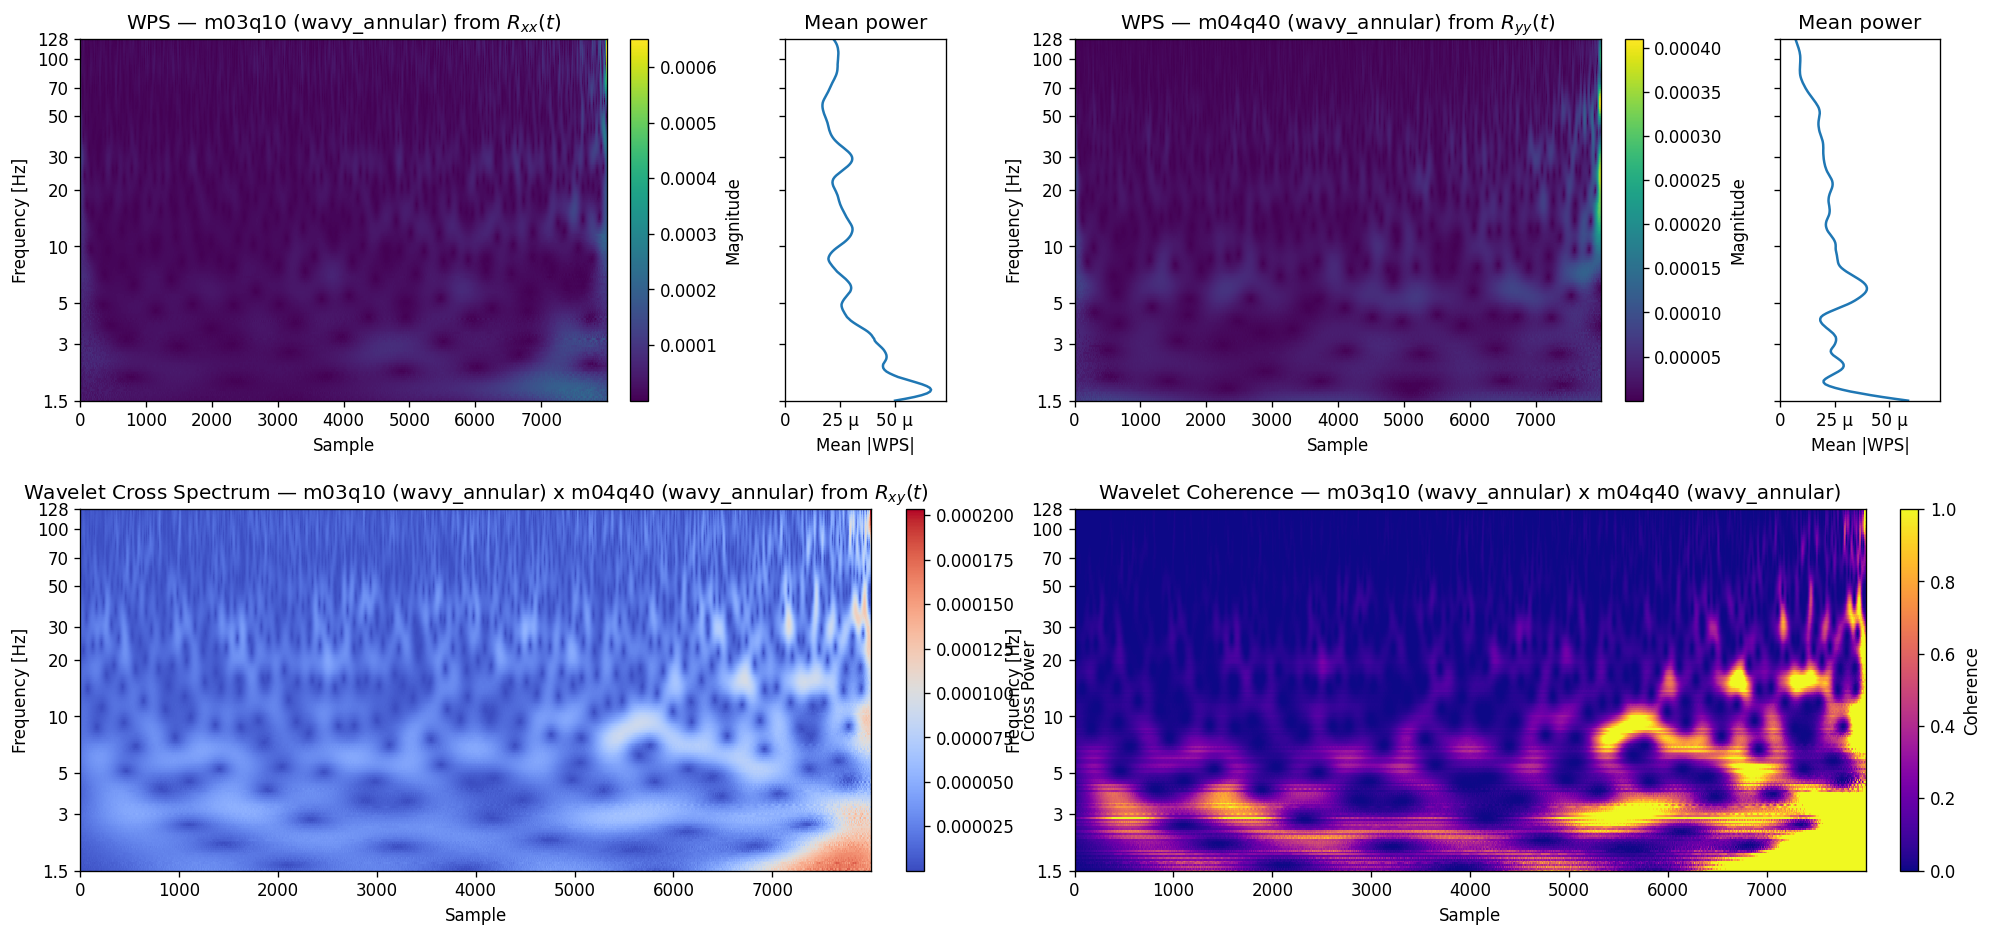 WPS — m03q10 (wavy_annular) from Rxx(t)
128
100
70
50
30
20
10
5
3
1.5
Frequency [Hz]
0 1000 2000 3000 4000 5000 6000 7000
Sample
0.0006
0.0005
0.0004
0.0003
0.0002
0.0001
Magnitude
Mean power
0 25 µ 50 µ
Mean |WPS|
WPS — m04q40 (wavy_annular) from Ryy(t)
128
100
70
50
30
20
10
5
3
1.5
Frequency [Hz]
0 1000 2000 3000 4000 5000 6000 7000
Sample
0.00040
0.00035
0.00030
0.00025
0.00020
0.00015
0.00010
0.00005
Magnitude
Mean power
0 25 µ 50 µ
Mean |WPS|
Wavelet Cross Spectrum — m03q10 (wavy_annular) x m04q40 (wavy_annular) from Rxy(t)
128
100
70
50
30
20
10
5
3
1.5
Frequency [Hz]
0 1000 2000 3000 4000 5000 6000 7000
Sample
0.000200
0.000175
0.000150
0.000125
0.000100
0.000075
0.000050
0.000025
Cross Power
Wavelet Coherence — m03q10 (wavy_annular) x m04q40 (wavy_annular)
128
100
70
50
30
20
10
5
3
1.5
Frequency [Hz]
0 1000 2000 3000 4000 5000 6000 7000
Sample
1.0
0.8
0.6
0.4
0.2
0.0
Coherence